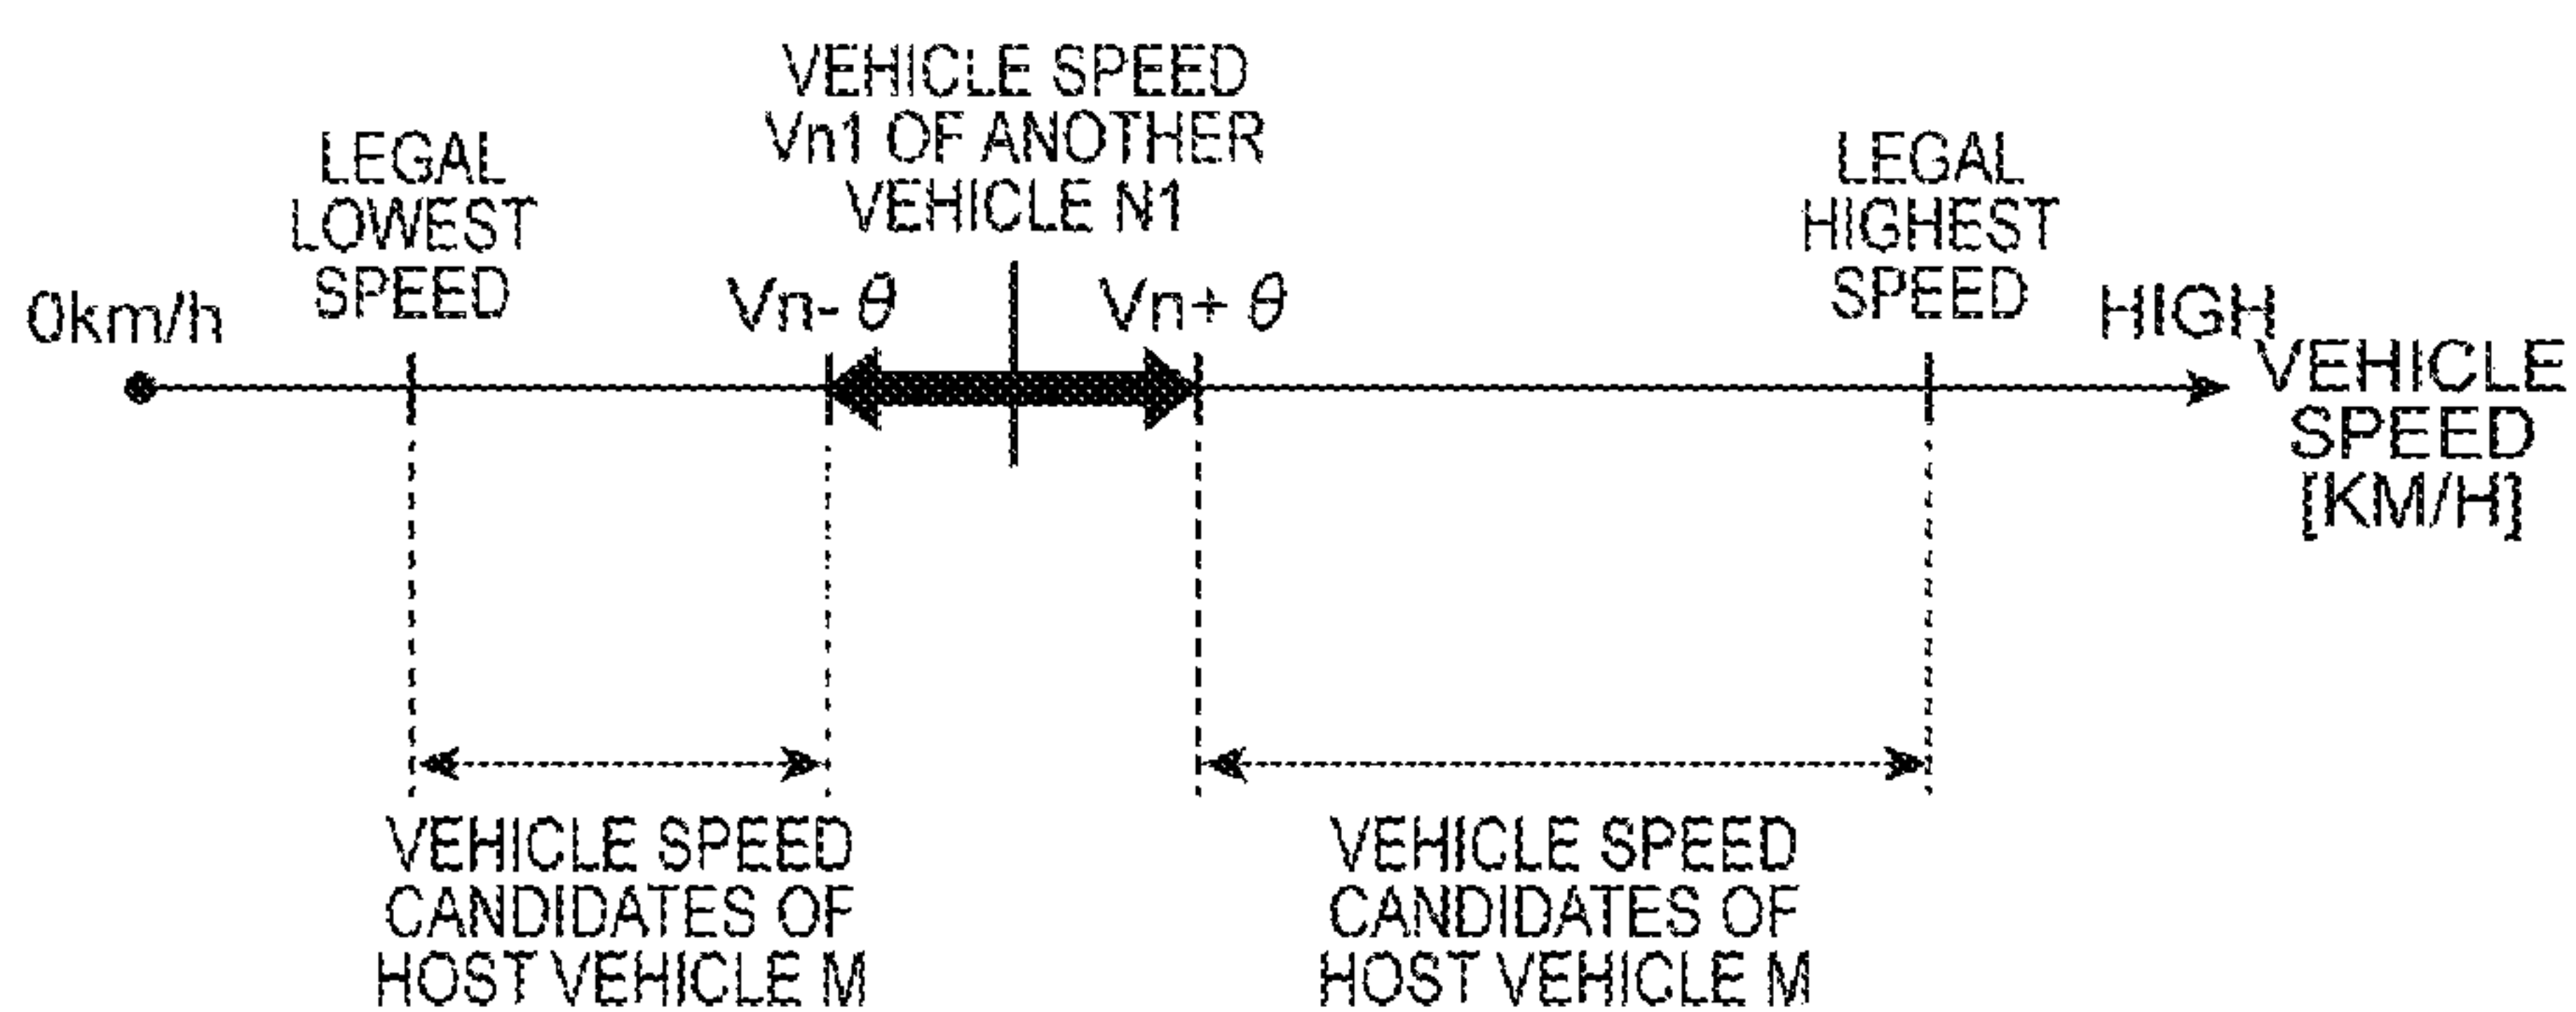 VEHICLE SPEED
Vn1 OF ANOTHER
VEHICLE N1
LEGAL
LOWEST
SPEED
LEGAL
HIGHEST
SPEED
0km/h
Vn- θ
Vn+ θ
HIGH
VEHICLE
SPEED
[KM/H]
VEHICLE SPEED
CANDIDATES OF
HOST VEHICLE M
VEHICLE SPEED
CANDIDATES OF
HOST VEHICLE M